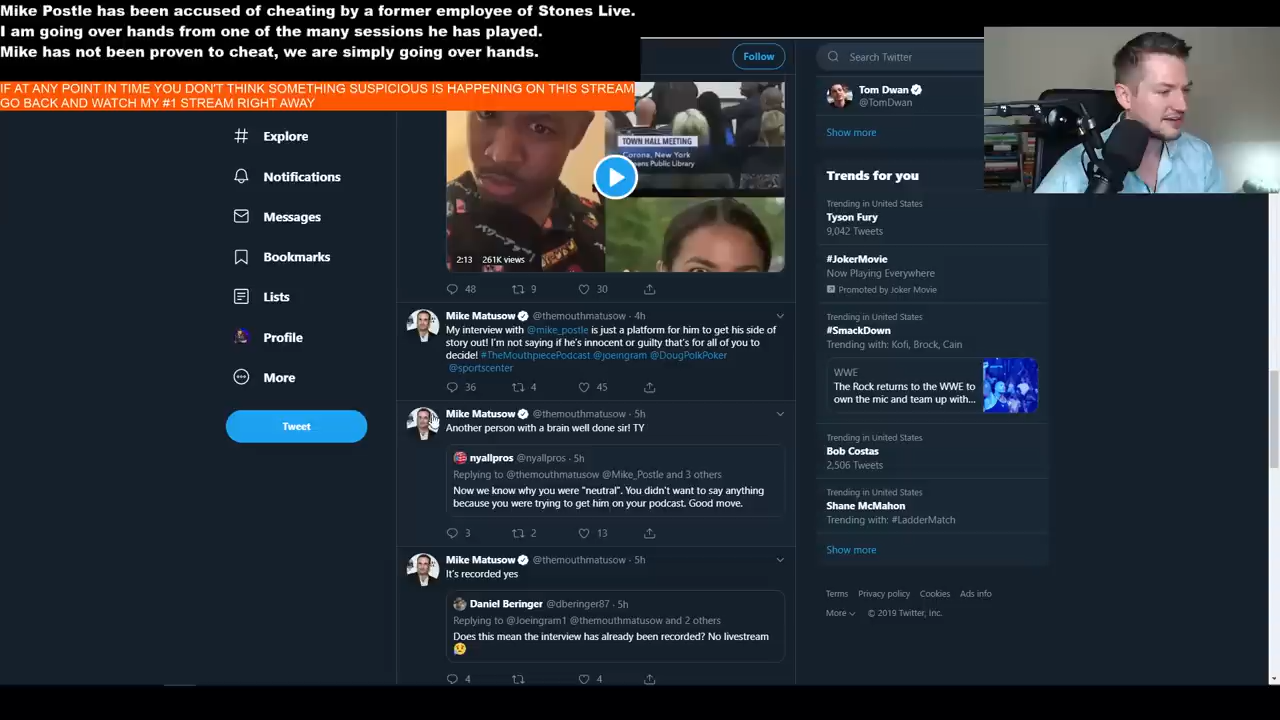 Mike Postle has been accused of cheating by a former employee of Stones Live.
I am going over hands from one of the many sessions he has played.
Mike has not been proven to cheat, we are simply going over hands.
IF AT ANY POINT IN TIME YOU DON'T THINK SOMETHING SUSPICIOUS IS HAPPENING ON THIS STREAM
GO BACK AND WATCH MY #1 STREAM RIGHT AWAY
Explore
Notifications
Messages
Bookmarks
Lists
Profile
More
Tweet
Follow
TOWN HALL MEETING
Corona, New York
Public Library
2:13 261K views
48 9 30
Mike Matusow @themouthmatusow · 4h
My interview with @mike_postle is just a platform for him to get his side of
story out! I'm not saying if he's innocent or guilty that's for all of you to
decide! #TheMouthpiecePodcast @joeingram @DougPolkPoker
@sportscenter
36 4 45
Mike Matusow @themouthmatusow · 5h
Another person with a brain well done sir! TY
nyallpros @nyallpros · 5h
Replying to @themouthmatusow @Mike_Postle and 3 others
Now we know why you were "neutral". You didn't want to say anything
because you were trying to get him on your podcast. Good move.
3 2 13
Mike Matusow @themouthmatusow · 5h
It's recorded yes
Daniel Beringer @dberinger87 · 5h
Replying to @Joeingram1 @themouthmatusow and 2 others
Does this mean the interview has already been recorded? No livestream
4 4
Search Twitter
Tom Dwan
@TomDwan
Show more
Trends for you
Trending in United States
Tyson Fury
9,042 Tweets
#JokerMovie
Now Playing Everywhere
Promoted by Joker Movie
Trending in United States
#SmackDown
Trending with: Kofi, Brock, Cain
WWE
The Rock returns to the WWE to
own the mic and team up with...
Trending in United States
Bob Costas
2,506 Tweets
Trending in United States
Shane McMahon
Trending with: #LadderMatch
Show more
Terms Privacy policy Cookies Ads info
More © 2019 Twitter, Inc.